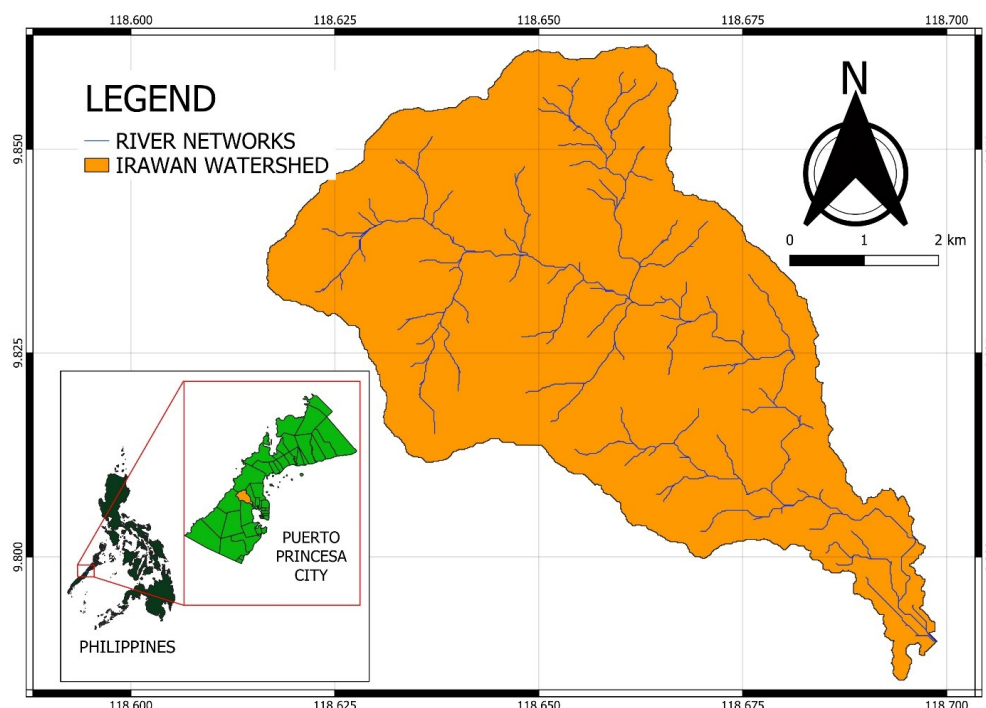 118.600 118.625 118.650 118.675 118.700
LEGEND
RIVER NETWORKS
IRAWAN WATERSHED
N
0 1 2 km
9.850
9.825
9.800
PUERTO
PRINCESA
CITY
PHILIPPINES
118.600 118.625 118.650 118.675 118.700